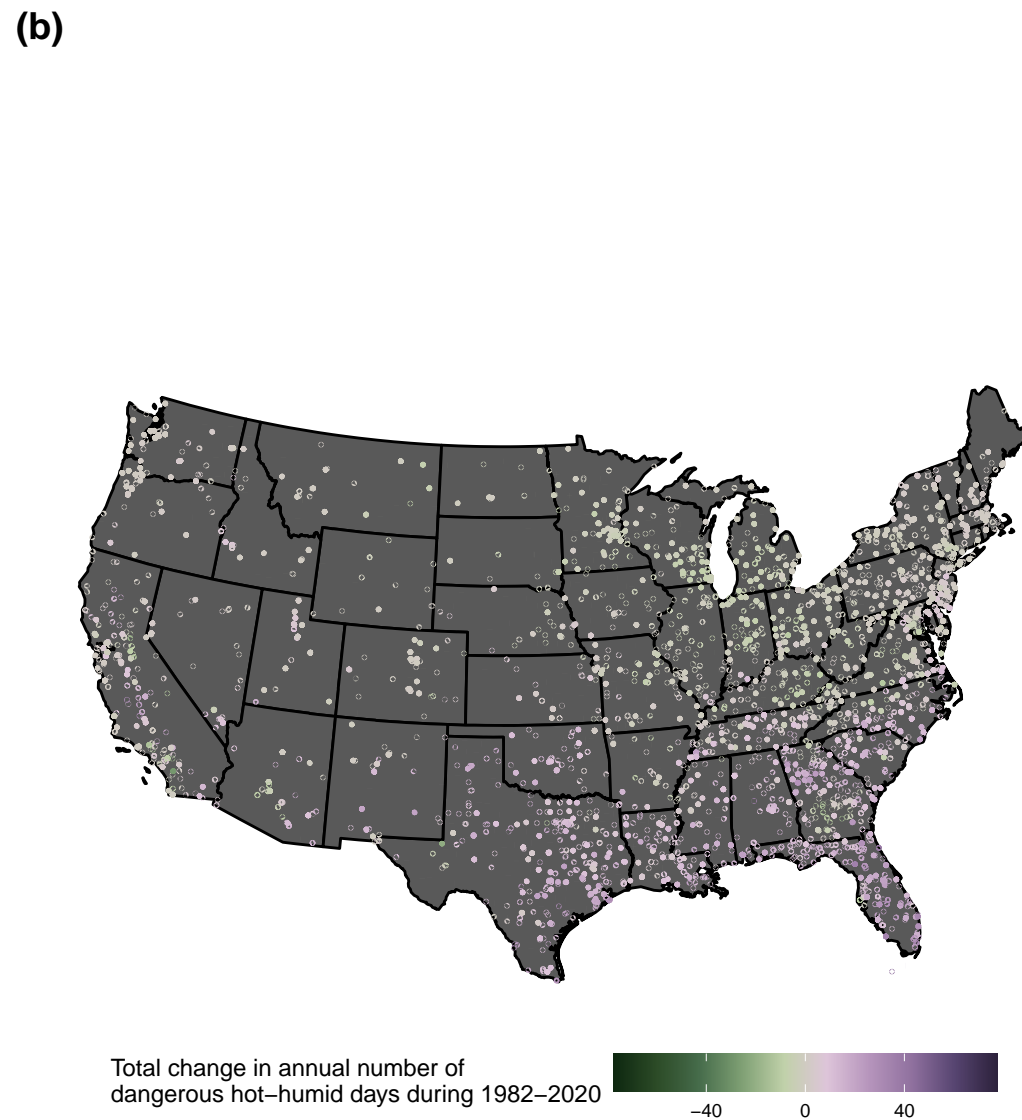 (b)
Total change in annual number of
dangerous hot−humid days during 1982−2020
−40 0 40